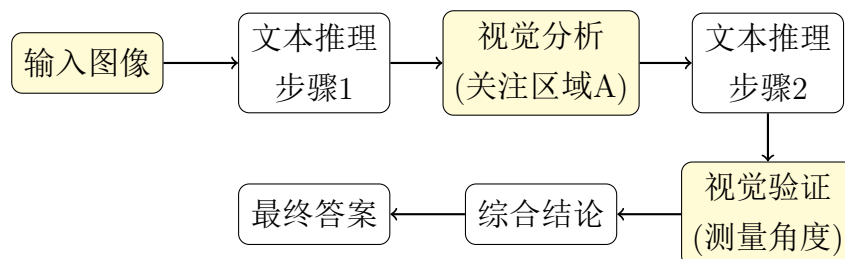 输入图像
文本推理
步骤1
视觉分析
(关注区域A)
文本推理
步骤2
视觉验证
(测量角度)
综合结论
最终答案